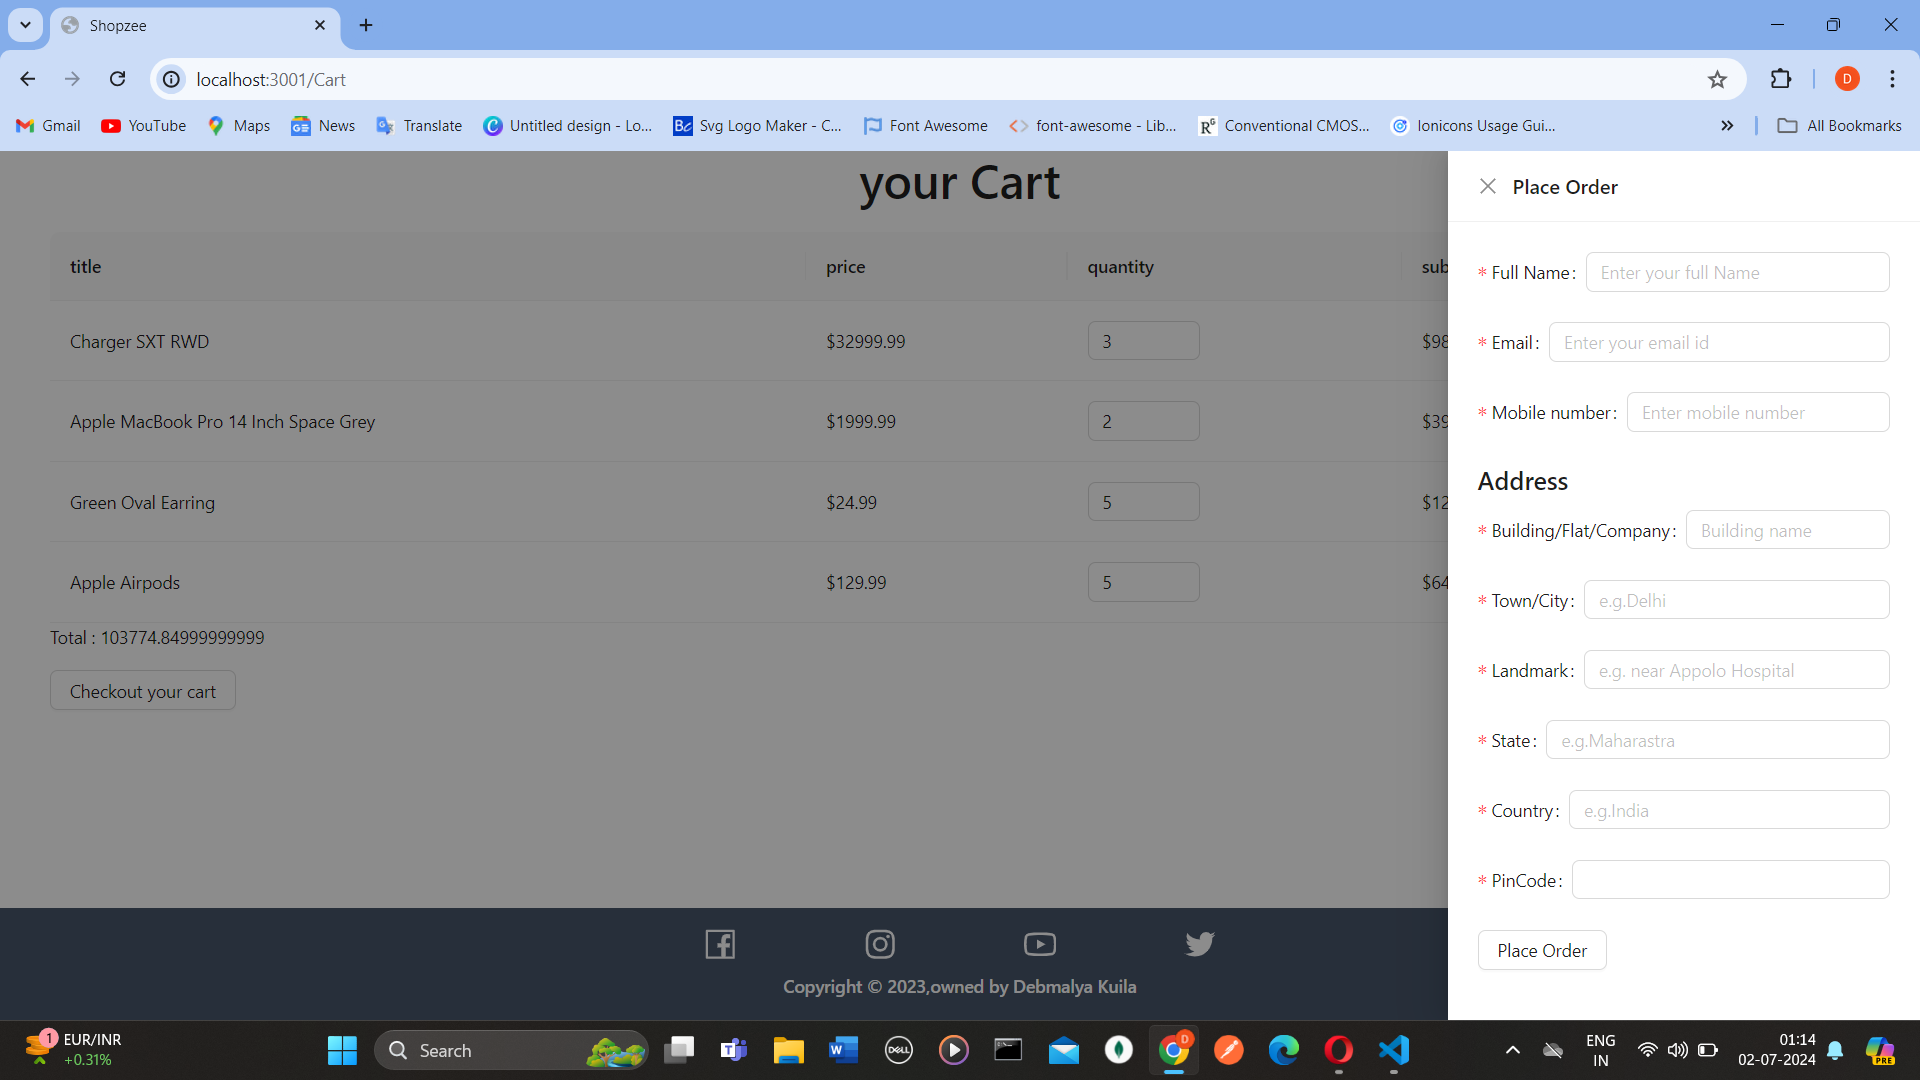 Shopzee
localhost:3001/Cart
Gmail YouTube Maps News Translate Untitled design - Lo... Svg Logo Maker - C... Font Awesome font-awesome - Lib... Conventional CMOS... Ionicons Usage Gui... All Bookmarks
D
your Cart
title price quantity sub
Charger SXT RWD $32999.99 3 $98
Apple MacBook Pro 14 Inch Space Grey $1999.99 2 $39
Green Oval Earring $24.99 5 $12
Apple Airpods $129.99 5 $64
Total : 103774.84999999999
Checkout your cart
Place Order
* Full Name: Enter your full Name
* Email: Enter your email id
* Mobile number: Enter mobile number
Address
* Building/Flat/Company: Building name
* Town/City: e.g.Delhi
* Landmark: e.g. near Appolo Hospital
* State: e.g.Maharastra
* Country: e.g.India
* PinCode:
Place Order
Copyright © 2023,owned by Debmalya Kuila
1
EUR/INR
+0.31%
Search
DELL
D
ENG
IN
01:14
02-07-2024
PRE